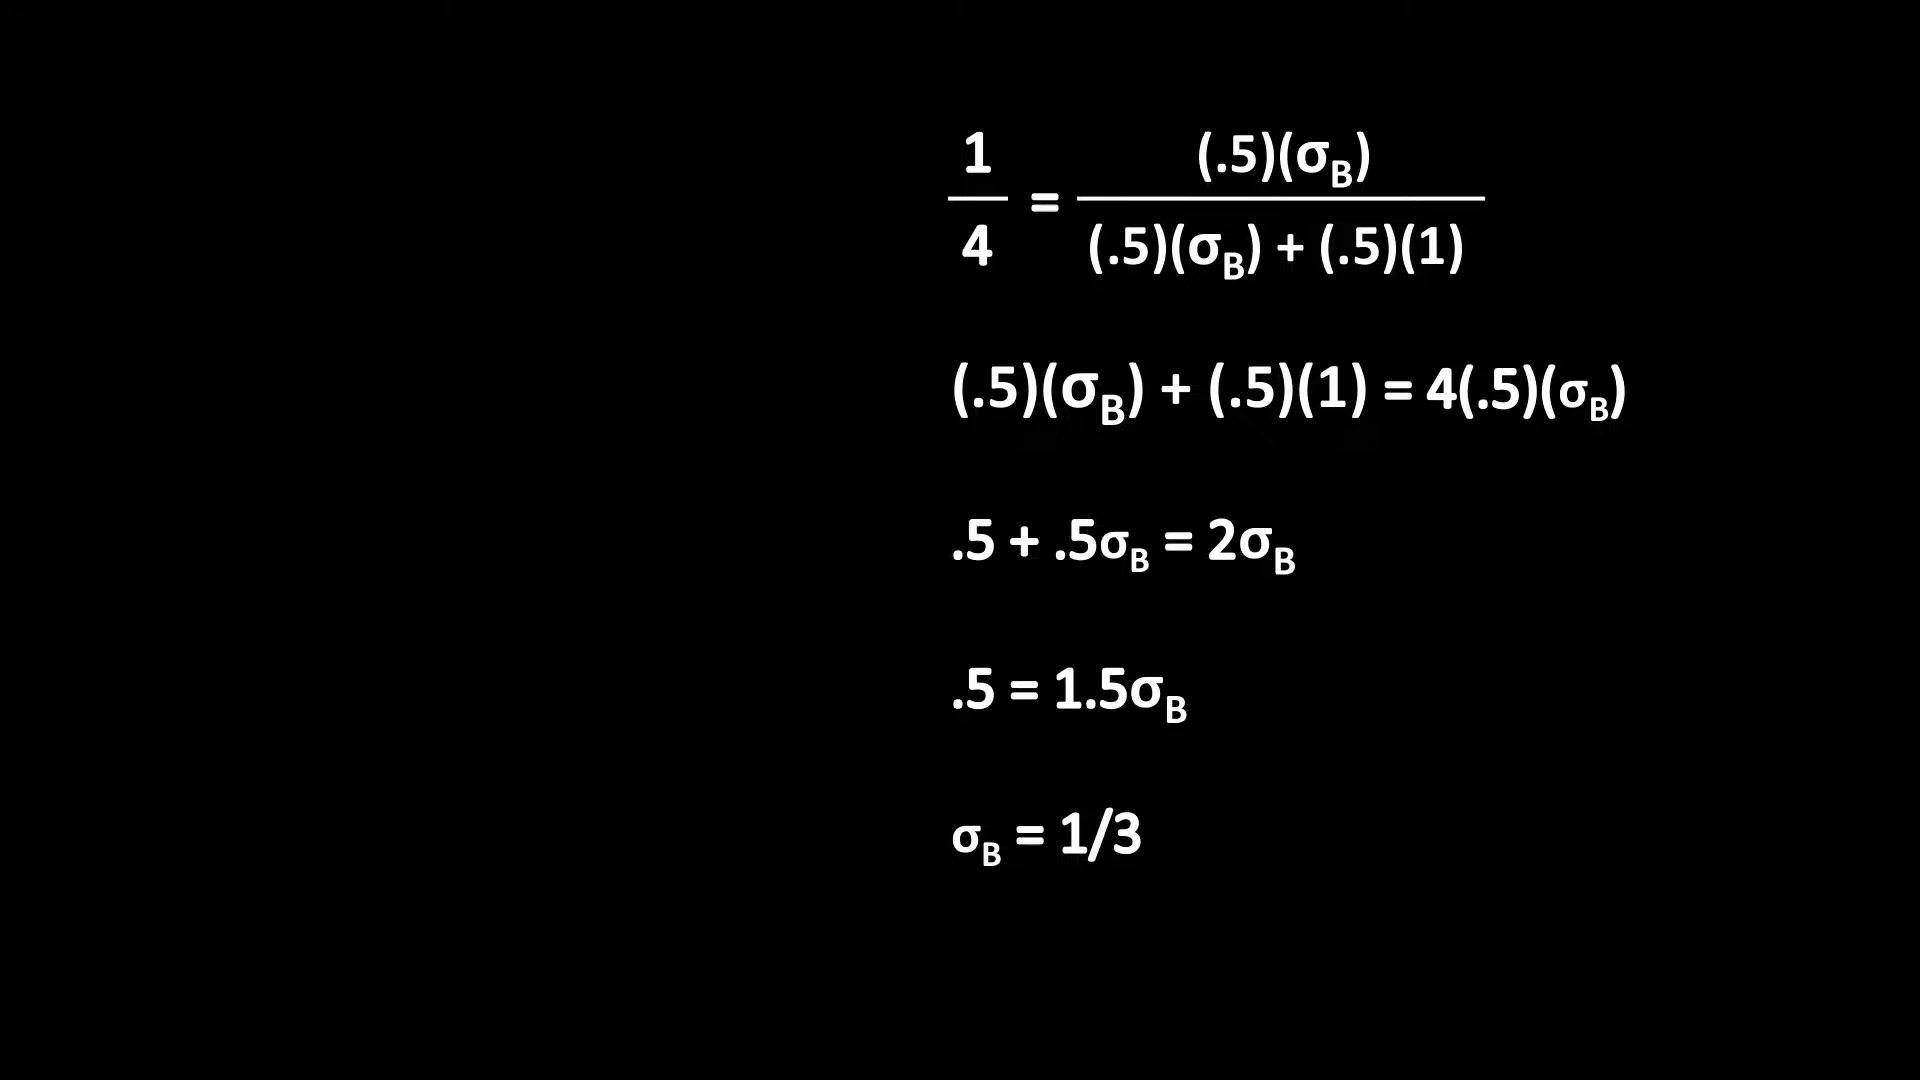 1/4 = (.5)(σB) / (.5)(σB) + (.5)(1)
(.5)(σB) + (.5)(1) = 4(.5)(σB)
.5 + .5σB = 2σB
.5 = 1.5σB
σB = 1/3